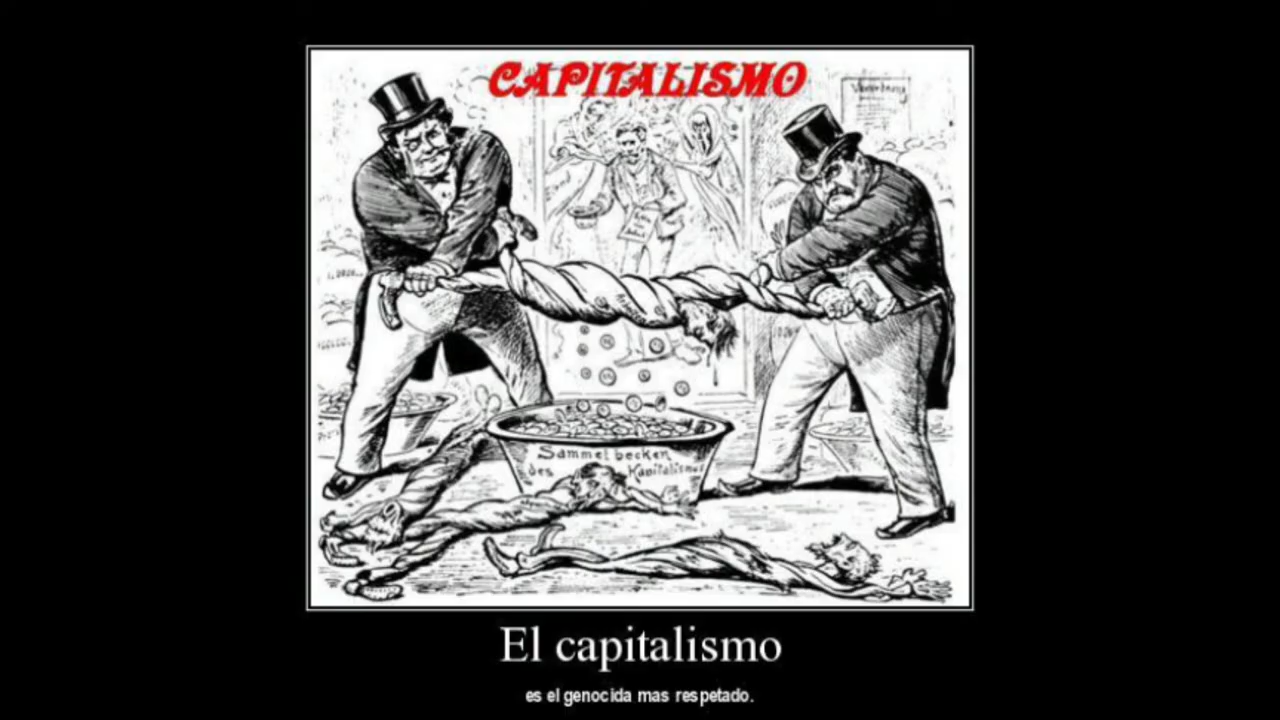 CAPITALISMO
Sammelbecken
des Kapitalismus
El capitalismo
es el genocida mas respetado.